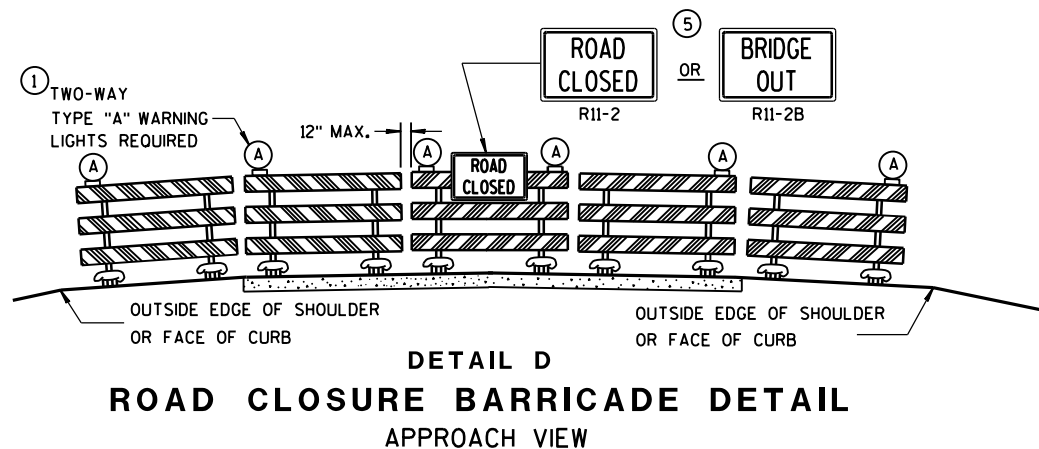 5
ROAD
CLOSED
R11-2
OR
BRIDGE
OUT
R11-2B
1
TWO-WAY
TYPE "A" WARNING
LIGHTS REQUIRED
12" MAX.
A
A
A
A
A
A
ROAD
CLOSED
OUTSIDE EDGE OF SHOULDER
OR FACE OF CURB
OUTSIDE EDGE OF SHOULDER
OR FACE OF CURB
DETAIL D
ROAD CLOSURE BARRICADE DETAIL
APPROACH VIEW